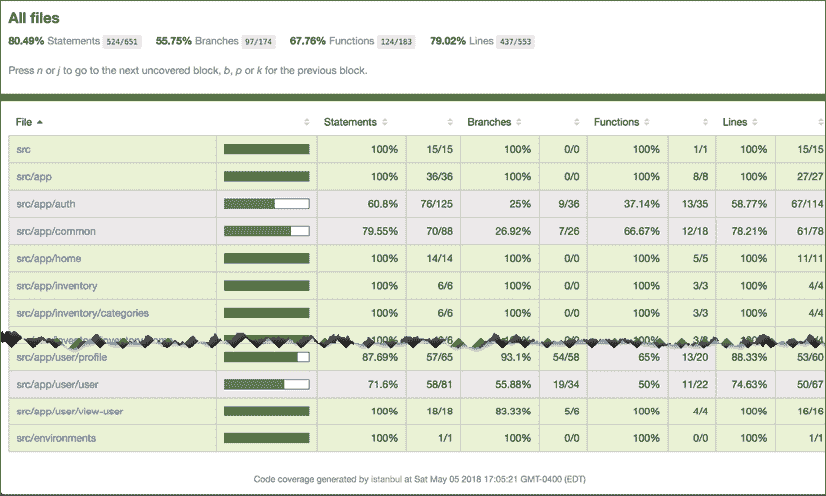 All files
80.49% Statements 524/651 55.75% Branches 97/174 67.76% Functions 124/183 79.02% Lines 437/553
Press n or j to go to the next uncovered block, b, p or k for the previous block.
File Statements Branches Functions Lines
src 100% 15/15 100% 0/0 100% 1/1 100% 15/15
src/app 100% 36/36 100% 0/0 100% 8/8 100% 27/27
src/app/auth 60.8% 76/125 25% 9/36 37.14% 13/35 58.77% 67/114
src/app/common 79.55% 70/88 26.92% 7/26 66.67% 12/18 78.21% 61/78
src/app/home 100% 14/14 100% 0/0 100% 5/5 100% 11/11
src/app/inventory 100% 6/6 100% 0/0 100% 3/3 100% 4/4
src/app/inventory/categories 100% 6/6 100% 0/0 100% 3/3 100% 4/4
src/app/user/profile 87.69% 57/65 93.1% 54/58 65% 13/20 88.33% 53/60
src/app/user/user 71.6% 58/81 55.88% 19/34 50% 11/22 74.63% 50/67
src/app/user/view-user 100% 18/18 83.33% 5/6 100% 4/4 100% 16/16
src/environments 100% 1/1 100% 0/0 100% 0/0 100% 1/1
Code coverage generated by istanbul at Sat May 05 2018 17:05:21 GMT-0400 (EDT)